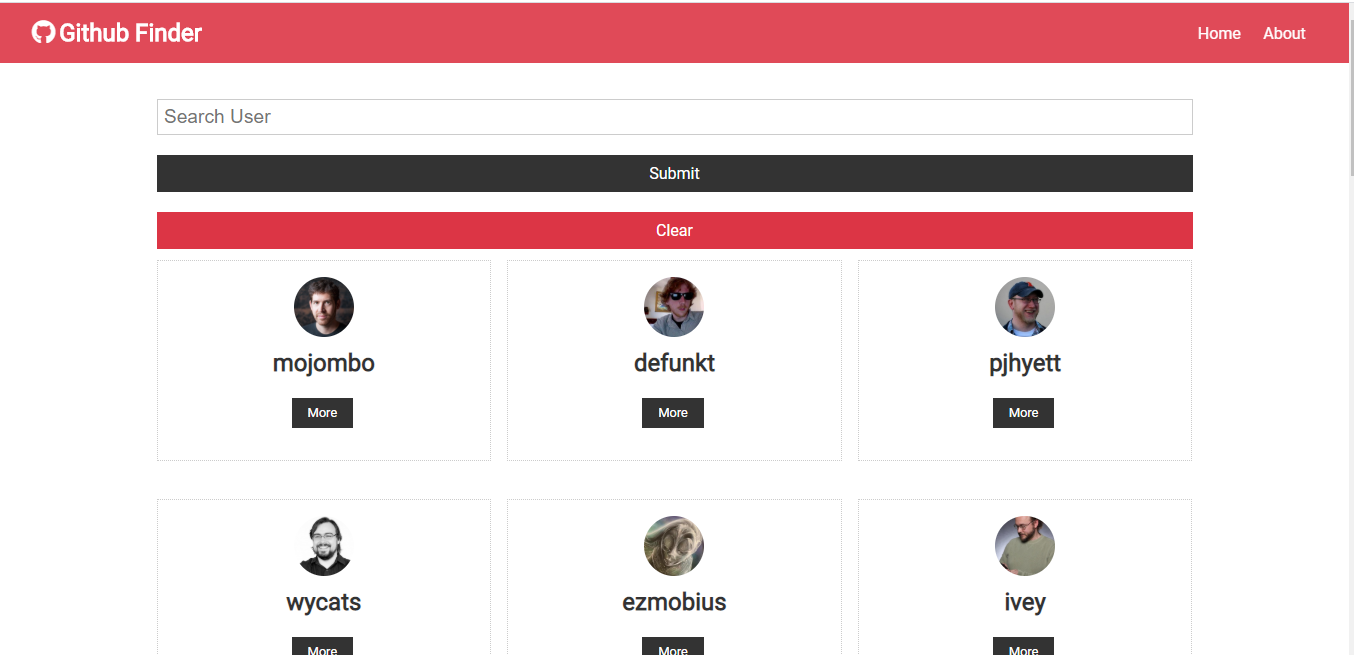 Github Finder
Home About
Search User
Submit
Clear
mojombo defunkt pjhyett
More More More
wycats ezmobius ivey
More More More